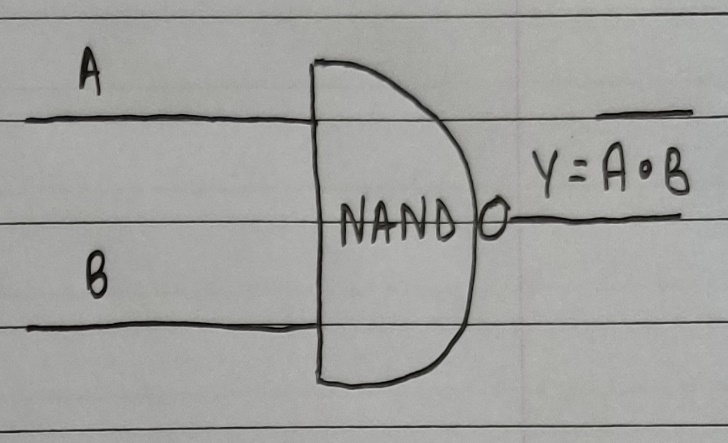 A
NAND
Y = A•B̅
B